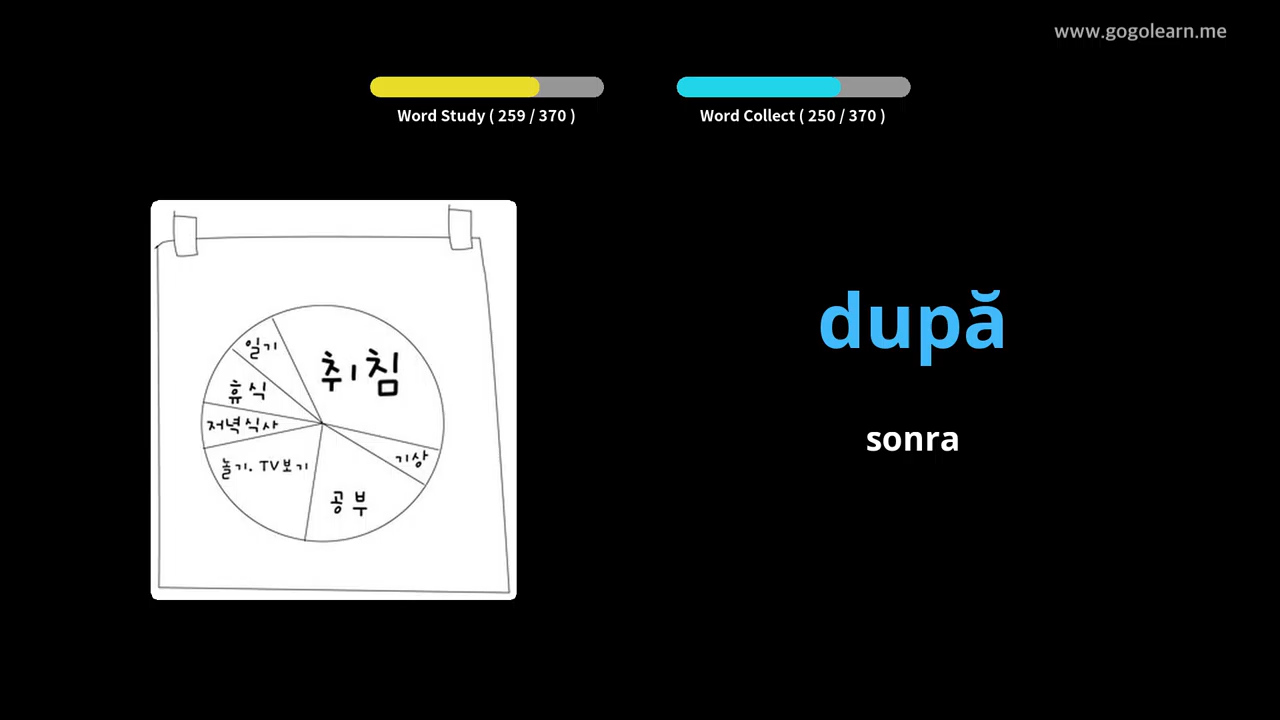 www.gogolearn.me
Word Study ( 259 / 370 )
Word Collect ( 250 / 370 )
일기
취침
휴식
저녁식사
놀기. TV보기
기상
공부
după
sonra